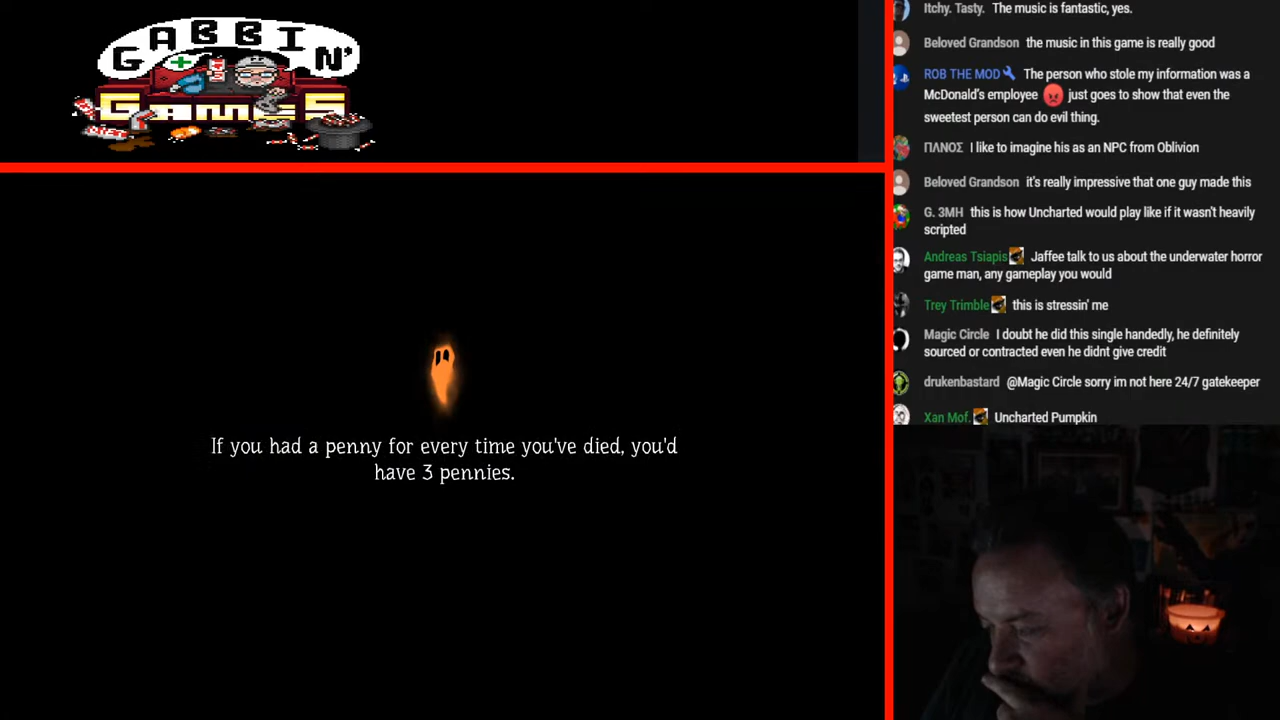 GABBIN'
GAMES
If you had a penny for every time you've died, you'd
have 3 pennies.
Itchy. Tasty. The music is fantastic, yes.
Beloved Grandson the music in this game is really good
ROB THE MOD The person who stole my information was a
McDonald's employee 😡 just goes to show that even the
sweetest person can do evil thing.
ΠΛΝΟΣ I like to imagine his as an NPC from Oblivion
Beloved Grandson it's really impressive that one guy made this
G. 3MH this is how Uncharted would play like if it wasn't heavily
scripted
Andreas Tsiapis Jaffee talk to us about the underwater horror
game man, any gameplay you would
Trey Trimble this is stressin' me
Magic Circle I doubt he did this single handedly, he definitely
sourced or contracted even he didnt give credit
drukenbastard @Magic Circle sorry im not here 24/7 gatekeeper
Xan Mof. Uncharted Pumpkin